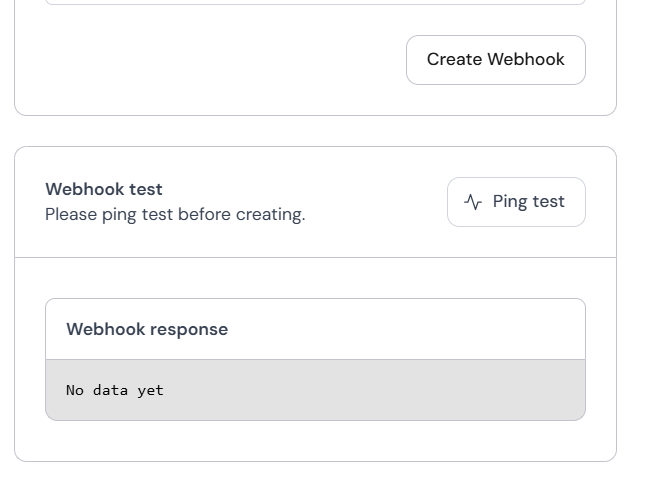 Create Webhook
Webhook test
Please ping test before creating.
Ping test
Webhook response
No data yet